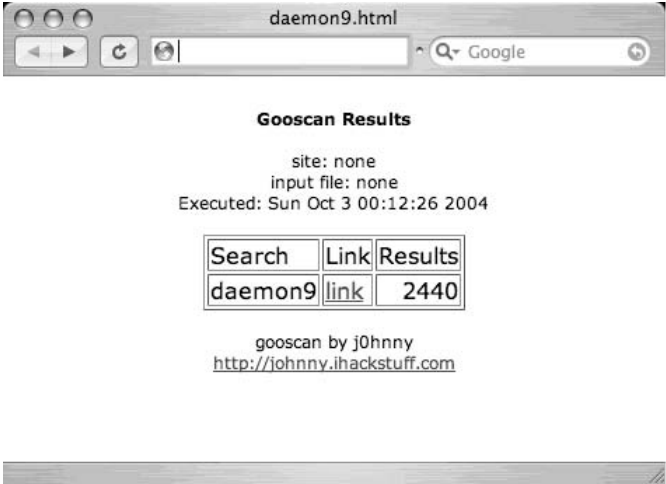 daemon9.html
Google
Gooscan Results
site: none
input file: none
Executed: Sun Oct 3 00:12:26 2004
Search Link Results
daemon9 link 2440
gooscan by j0hnny
http://johnny.ihackstuff.com